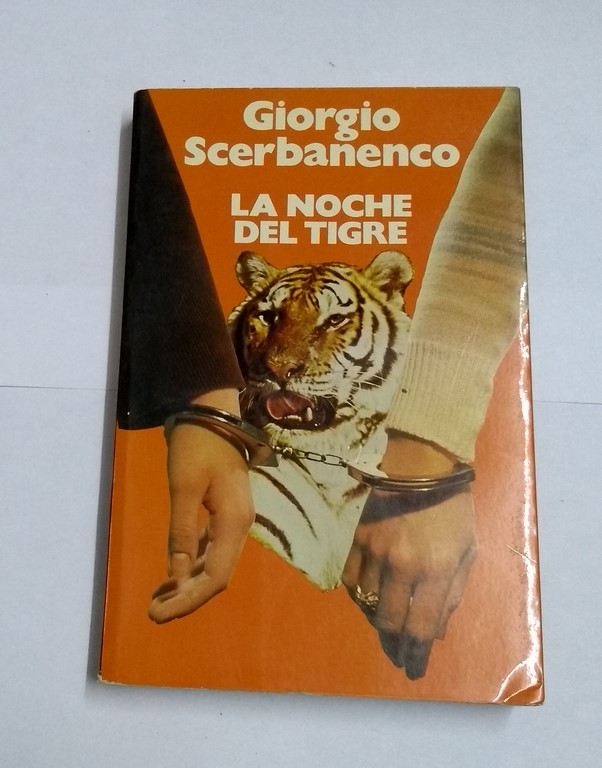 Giorgio
Scerbanenco
LA NOCHE
DEL TIGRE